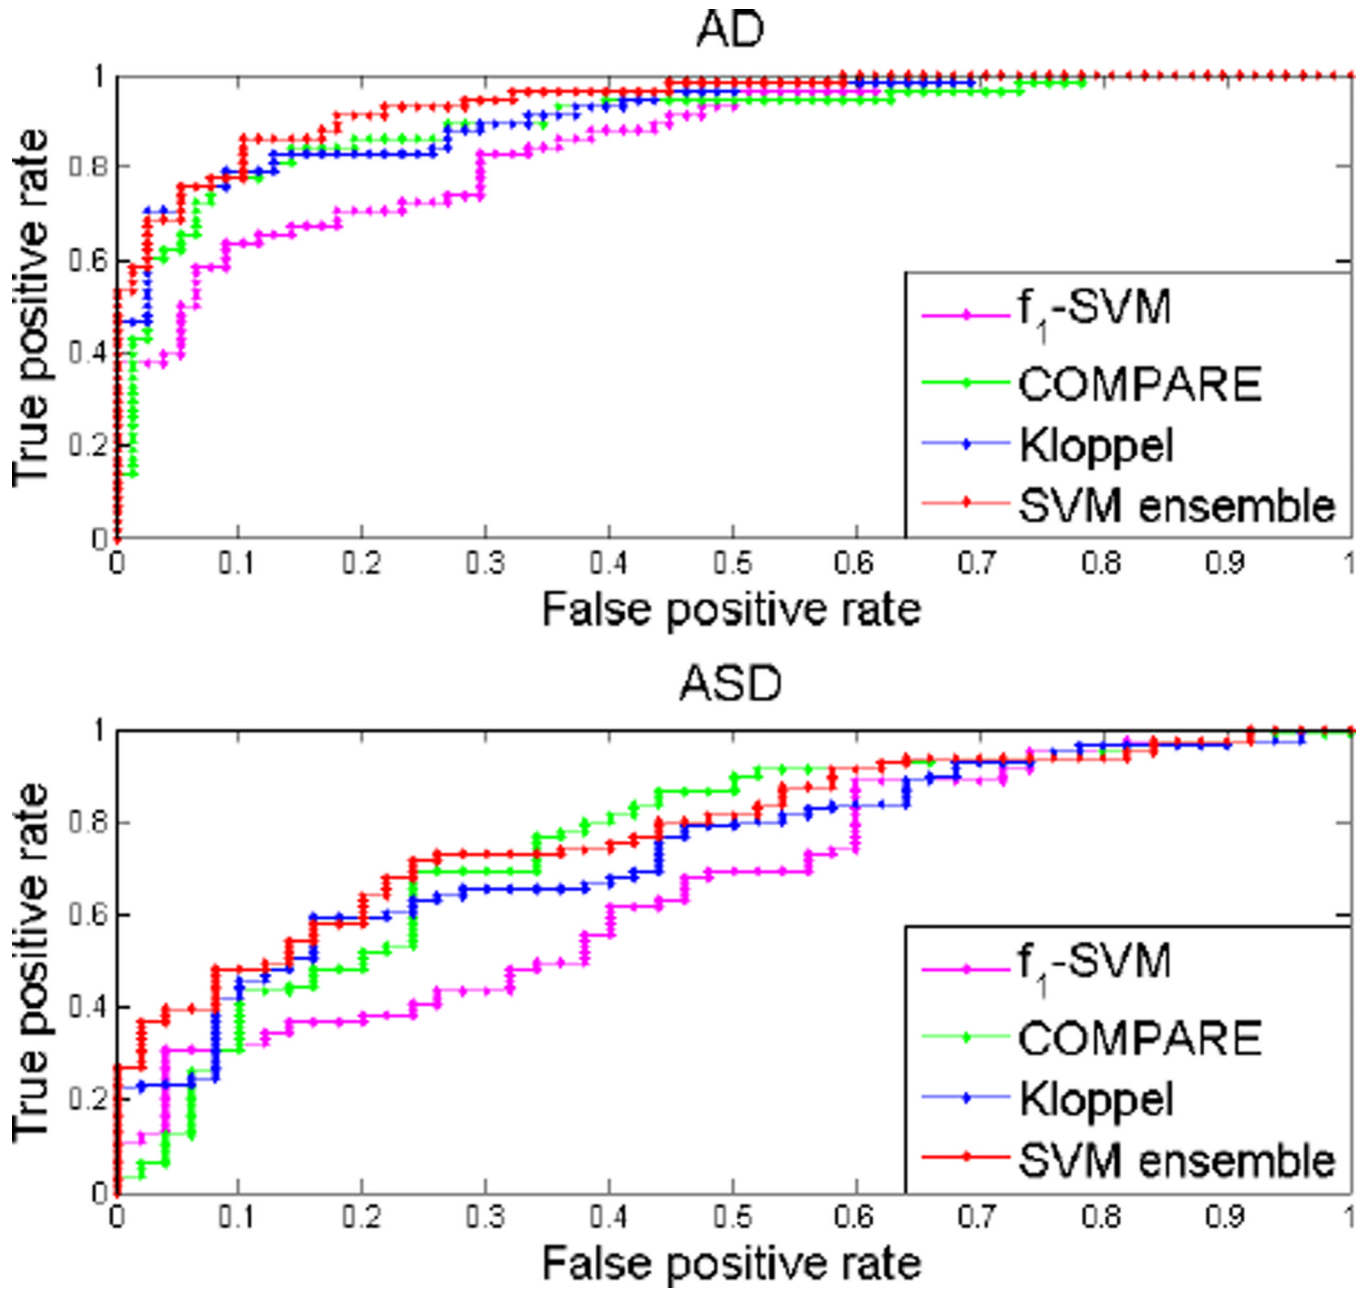 AD
True positive rate
1
0.8
0.6
0.4
0.2
0
0 0.1 0.2 0.3 0.4 0.5 0.6 0.7 0.8 0.9 1
False positive rate
f1-SVM
COMPARE
Kloppel
SVM ensemble
ASD
True positive rate
1
0.8
0.6
0.4
0.2
0
0 0.1 0.2 0.3 0.4 0.5 0.6 0.7 0.8 0.9 1
False positive rate
f1-SVM
COMPARE
Kloppel
SVM ensemble